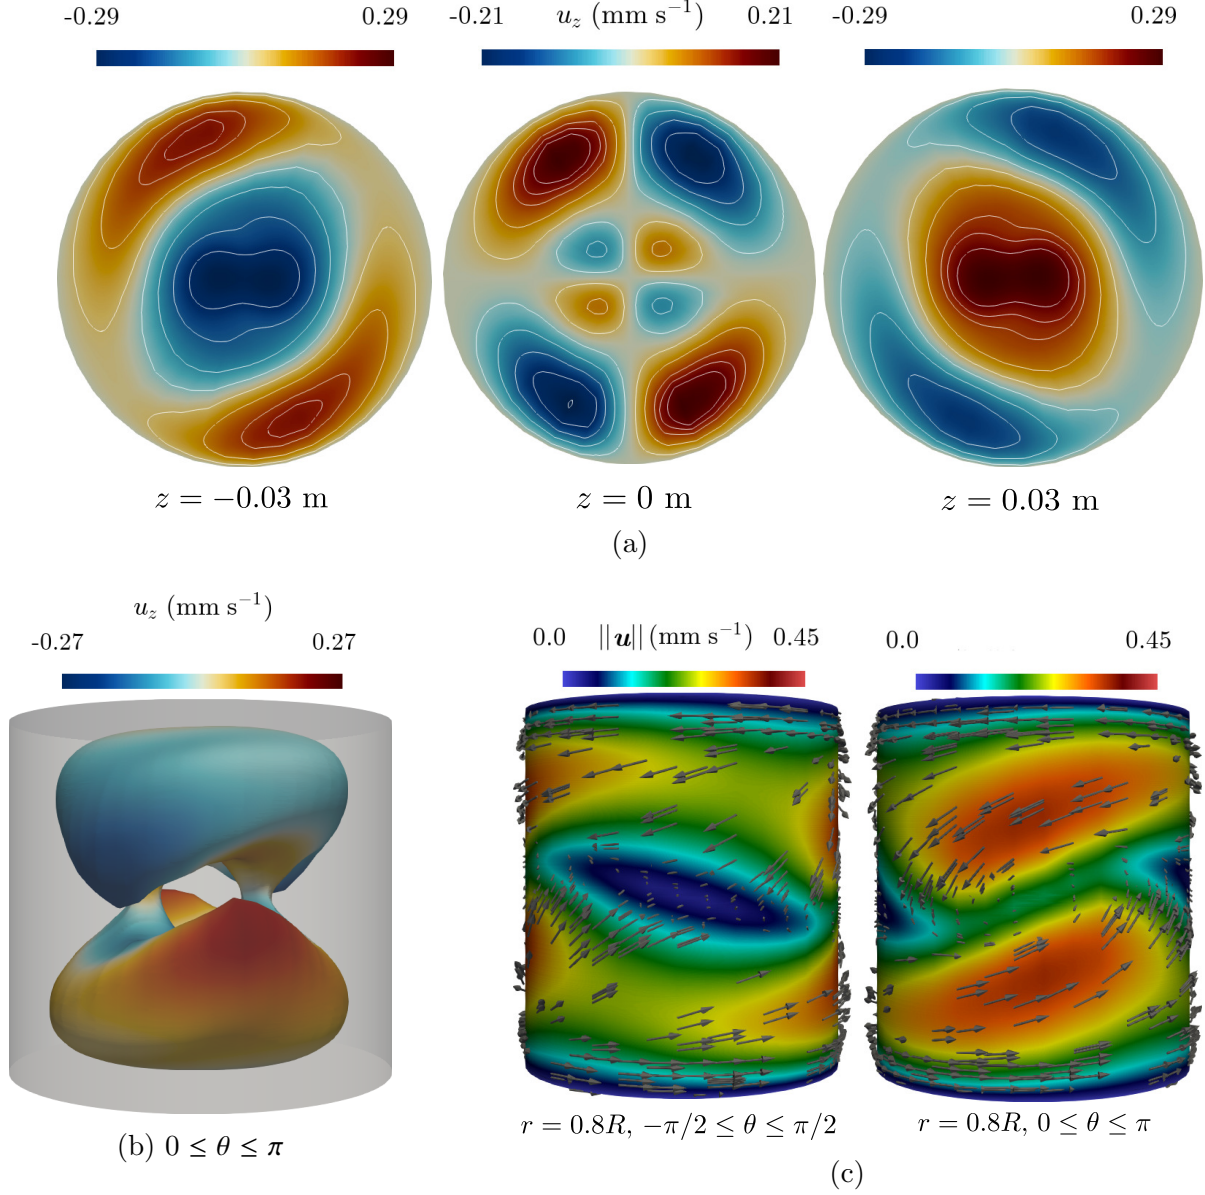 -0.29 0.29 -0.21 u_z (mm s⁻¹) 0.21 -0.29 0.29
z = −0.03 m z = 0 m z = 0.03 m
(a)
u_z (mm s⁻¹)
-0.27 0.27
0.0 ||u|| (mm s⁻¹) 0.45 0.0 0.45
r = 0.8R, −π/2 ≤ θ ≤ π/2 r = 0.8R, 0 ≤ θ ≤ π
(b) 0 ≤ θ ≤ π
(c)